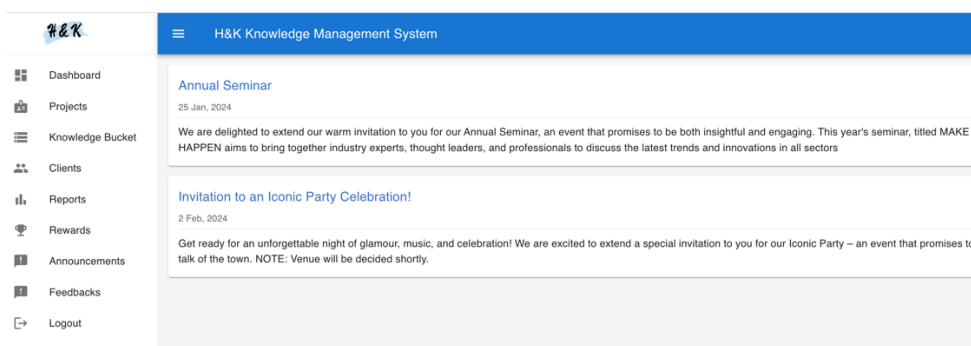 H&K
H&K Knowledge Management System
Dashboard
Projects
Knowledge Bucket
Clients
Reports
Rewards
Announcements
Feedbacks
Logout
Annual Seminar
25 Jan, 2024
We are delighted to extend our warm invitation to you for our Annual Seminar, an event that promises to be both insightful and engaging. This year's seminar, titled MAKE
HAPPEN aims to bring together industry experts, thought leaders, and professionals to discuss the latest trends and innovations in all sectors
Invitation to an Iconic Party Celebration!
2 Feb, 2024
Get ready for an unforgettable night of glamour, music, and celebration! We are excited to extend a special invitation to you for our Iconic Party – an event that promises
talk of the town. NOTE: Venue will be decided shortly.